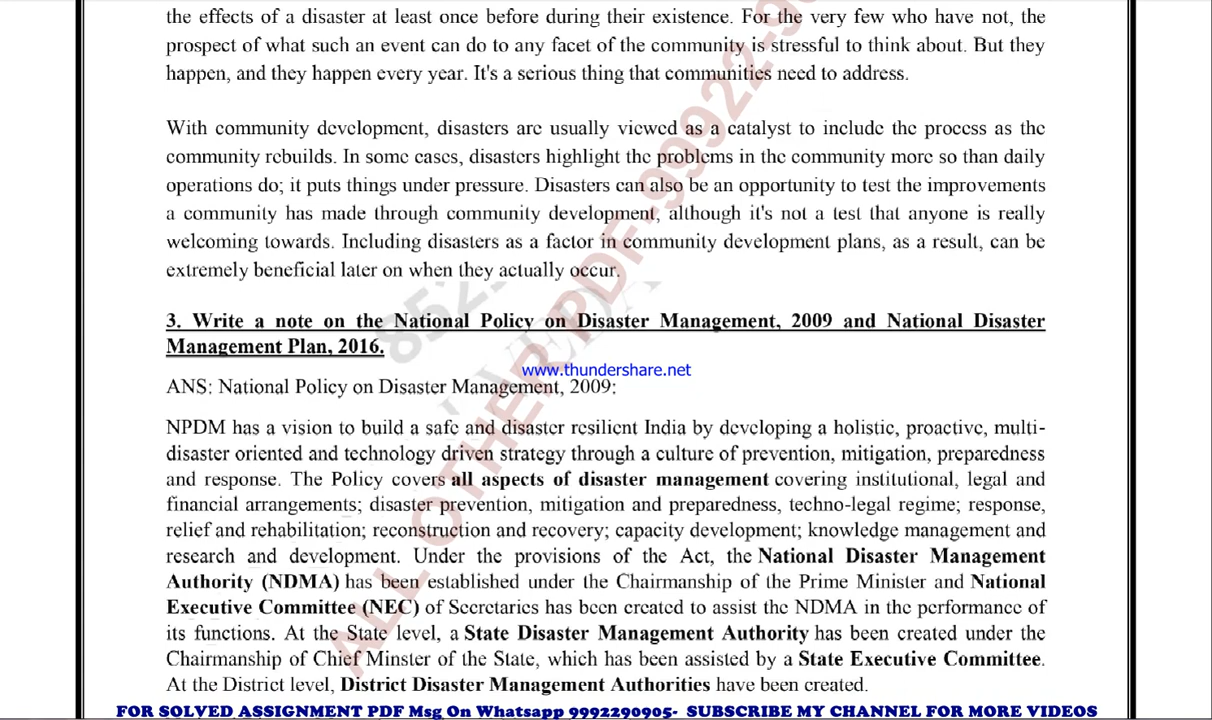 the effects of a disaster at least once before during their existence. For the very few who have not, the
prospect of what such an event can do to any facet of the community is stressful to think about. But they
happen, and they happen every year. It's a serious thing that communities need to address.
With community development, disasters are usually viewed as a catalyst to include the process as the
community rebuilds. In some cases, disasters highlight the problems in the community more so than daily
operations do; it puts things under pressure. Disasters can also be an opportunity to test the improvements
a community has made through community development, although it's not a test that anyone is really
welcoming towards. Including disasters as a factor in community development plans, as a result, can be
extremely beneficial later on when they actually occur.
3. Write a note on the National Policy on Disaster Management, 2009 and National Disaster
Management Plan, 2016.
www.thundershare.net
ANS: National Policy on Disaster Management, 2009:
NPDM has a vision to build a safe and disaster resilient India by developing a holistic, proactive, multi-
disaster oriented and technology driven strategy through a culture of prevention, mitigation, preparedness
and response. The Policy covers all aspects of disaster management covering institutional, legal and
financial arrangements; disaster prevention, mitigation and preparedness, techno-legal regime; response,
relief and rehabilitation; reconstruction and recovery; capacity development; knowledge management and
research and development. Under the provisions of the Act, the National Disaster Management
Authority (NDMA) has been established under the Chairmanship of the Prime Minister and National
Executive Committee (NEC) of Secretaries has been created to assist the NDMA in the performance of
its functions. At the State level, a State Disaster Management Authority has been created under the
Chairmanship of Chief Minster of the State, which has been assisted by a State Executive Committee.
At the District level, District Disaster Management Authorities have been created.
ALL OTHER PDF-99922-9
FOR SOLVED ASSIGNMENT PDF Msg On Whatsapp 9992290905- SUBSCRIBE MY CHANNEL FOR MORE VIDEOS